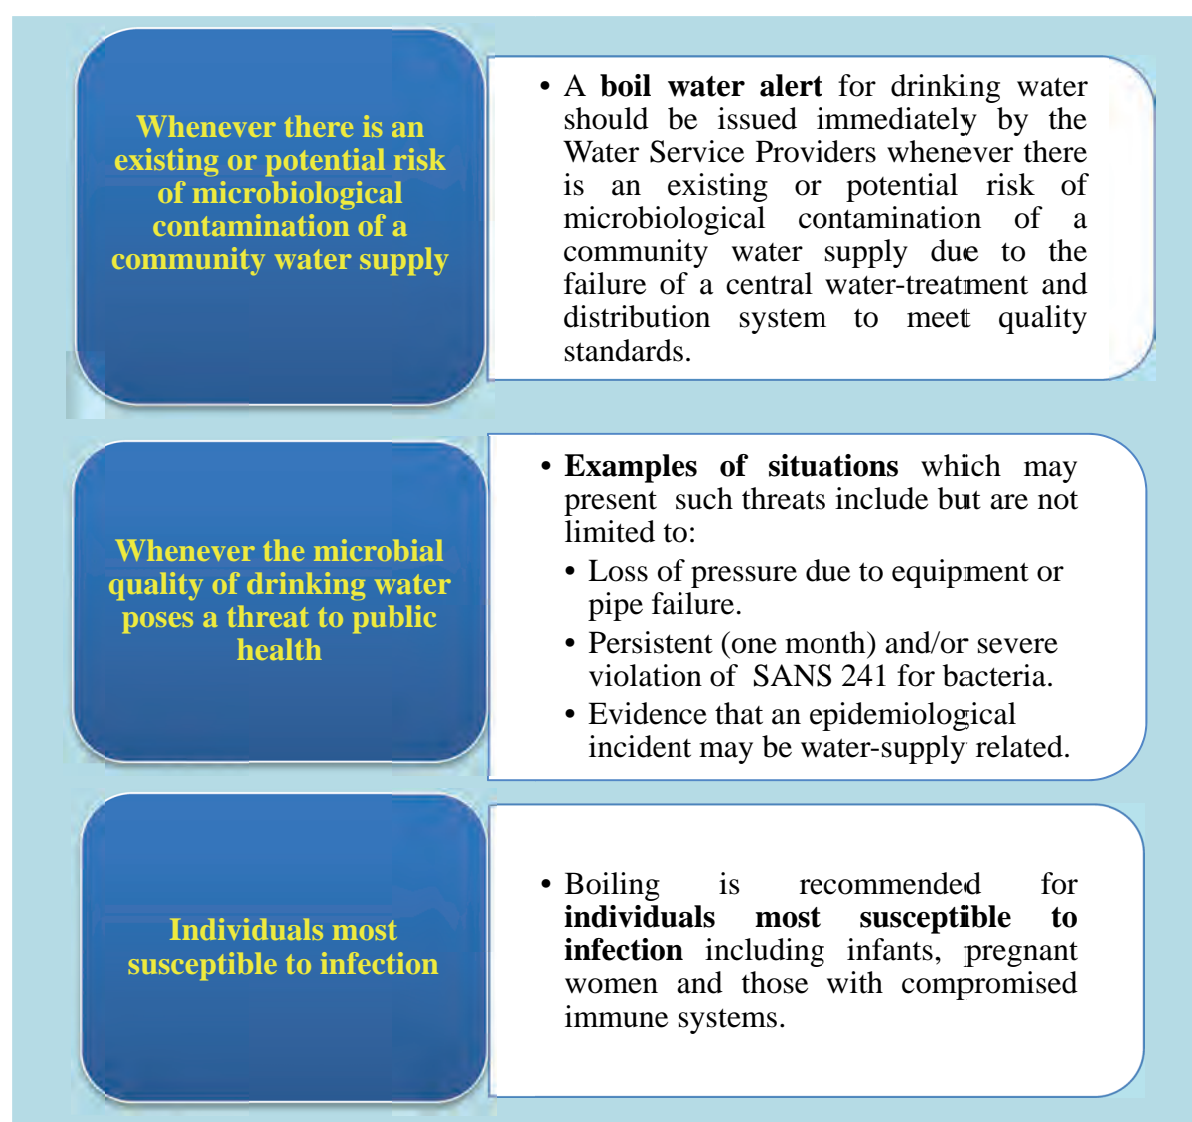 Whenever there is an
existing or potential risk
of microbiological
contamination of a
community water supply
• A boil water alert for drinking water
should be issued immediately by the
Water Service Providers whenever there
is an existing or potential risk of
microbiological contamination of a
community water supply due to the
failure of a central water-treatment and
distribution system to meet quality
standards.
Whenever the microbial
quality of drinking water
poses a threat to public
health
• Examples of situations which may
present such threats include but are not
limited to:
• Loss of pressure due to equipment or
pipe failure.
• Persistent (one month) and/or severe
violation of SANS 241 for bacteria.
• Evidence that an epidemiological
incident may be water-supply related.
Individuals most
susceptible to infection
• Boiling is recommended for
individuals most susceptible to
infection including infants, pregnant
women and those with compromised
immune systems.